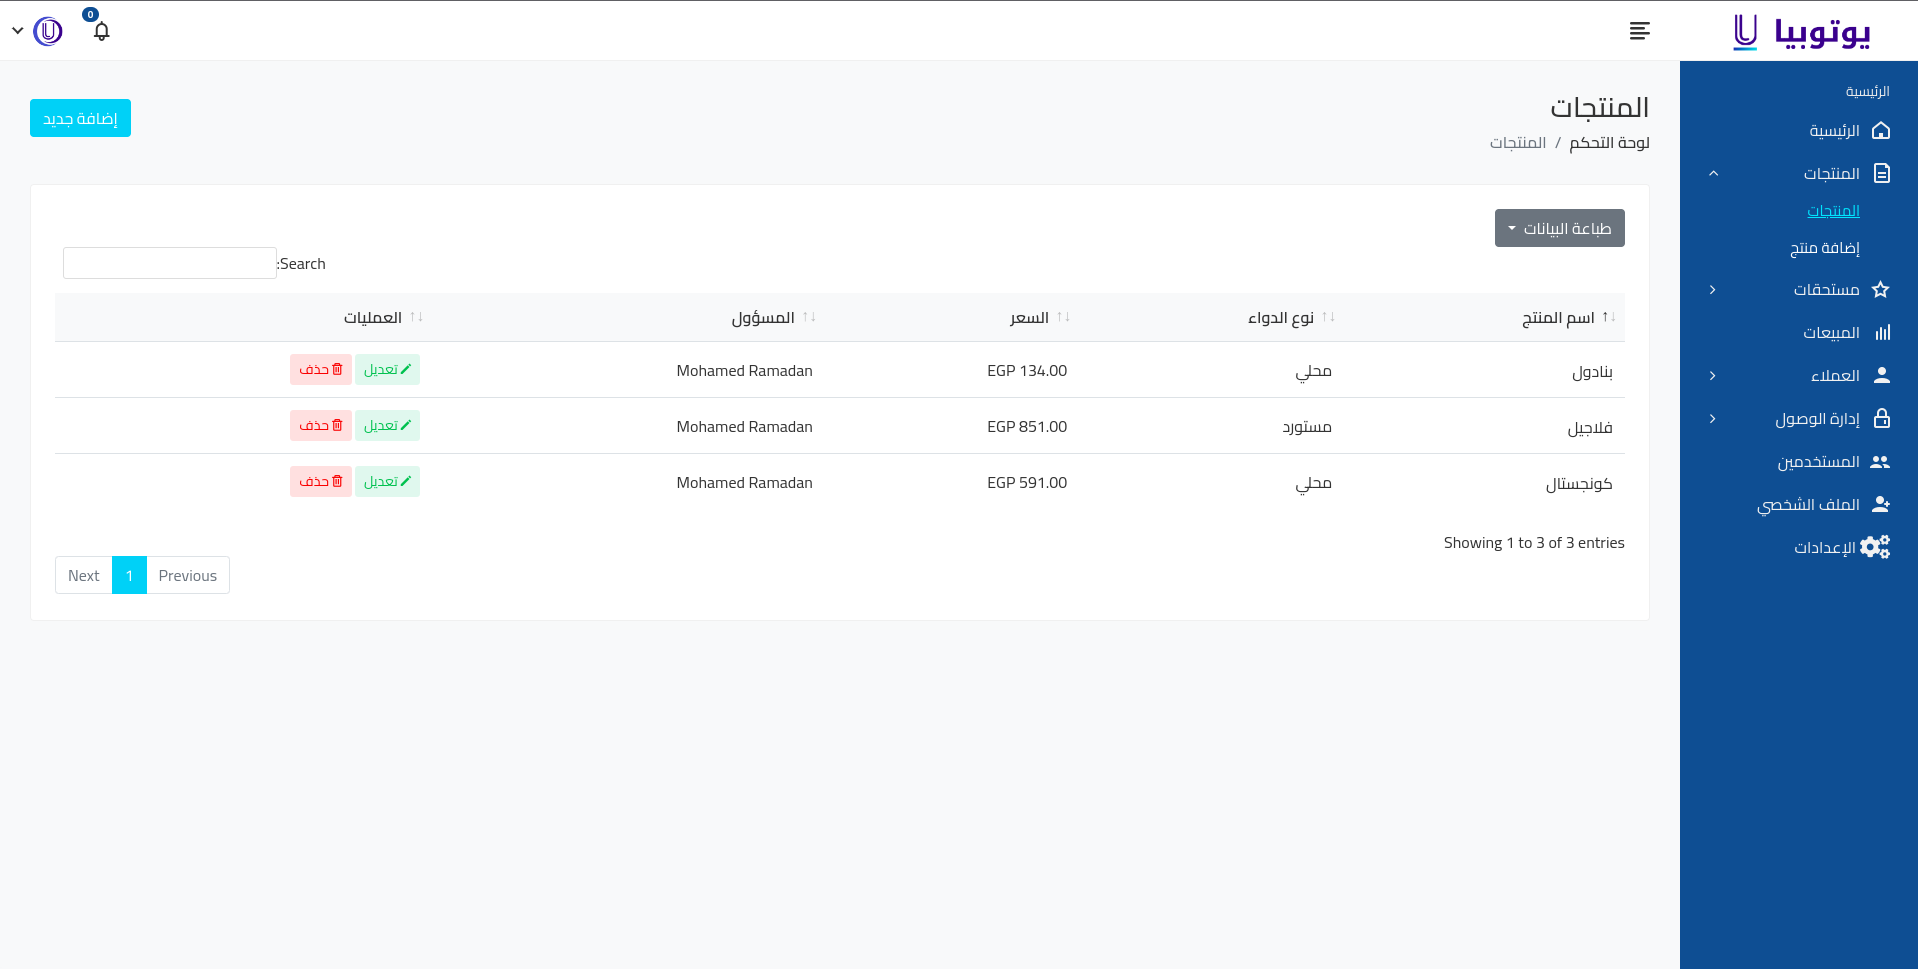 يوتوبيا
0
الرئيسية
الرئيسية
المنتجات
المنتجات
إضافة منتج
مستحقات
المبيعات
العملاء
إدارة الوصول
المستخدمين
الملف الشخصي
الإعدادات
المنتجات
لوحة التحكم / المنتجات
إضافة جديد
طباعة البيانات
Search:
اسم المنتج نوع الدواء السعر المسؤول العمليات
بنادول محلي EGP 134.00 Mohamed Ramadan تعديل حذف
فلاجيل مستورد EGP 851.00 Mohamed Ramadan تعديل حذف
كونجستال محلي EGP 591.00 Mohamed Ramadan تعديل حذف
Showing 1 to 3 of 3 entries
Previous 1 Next